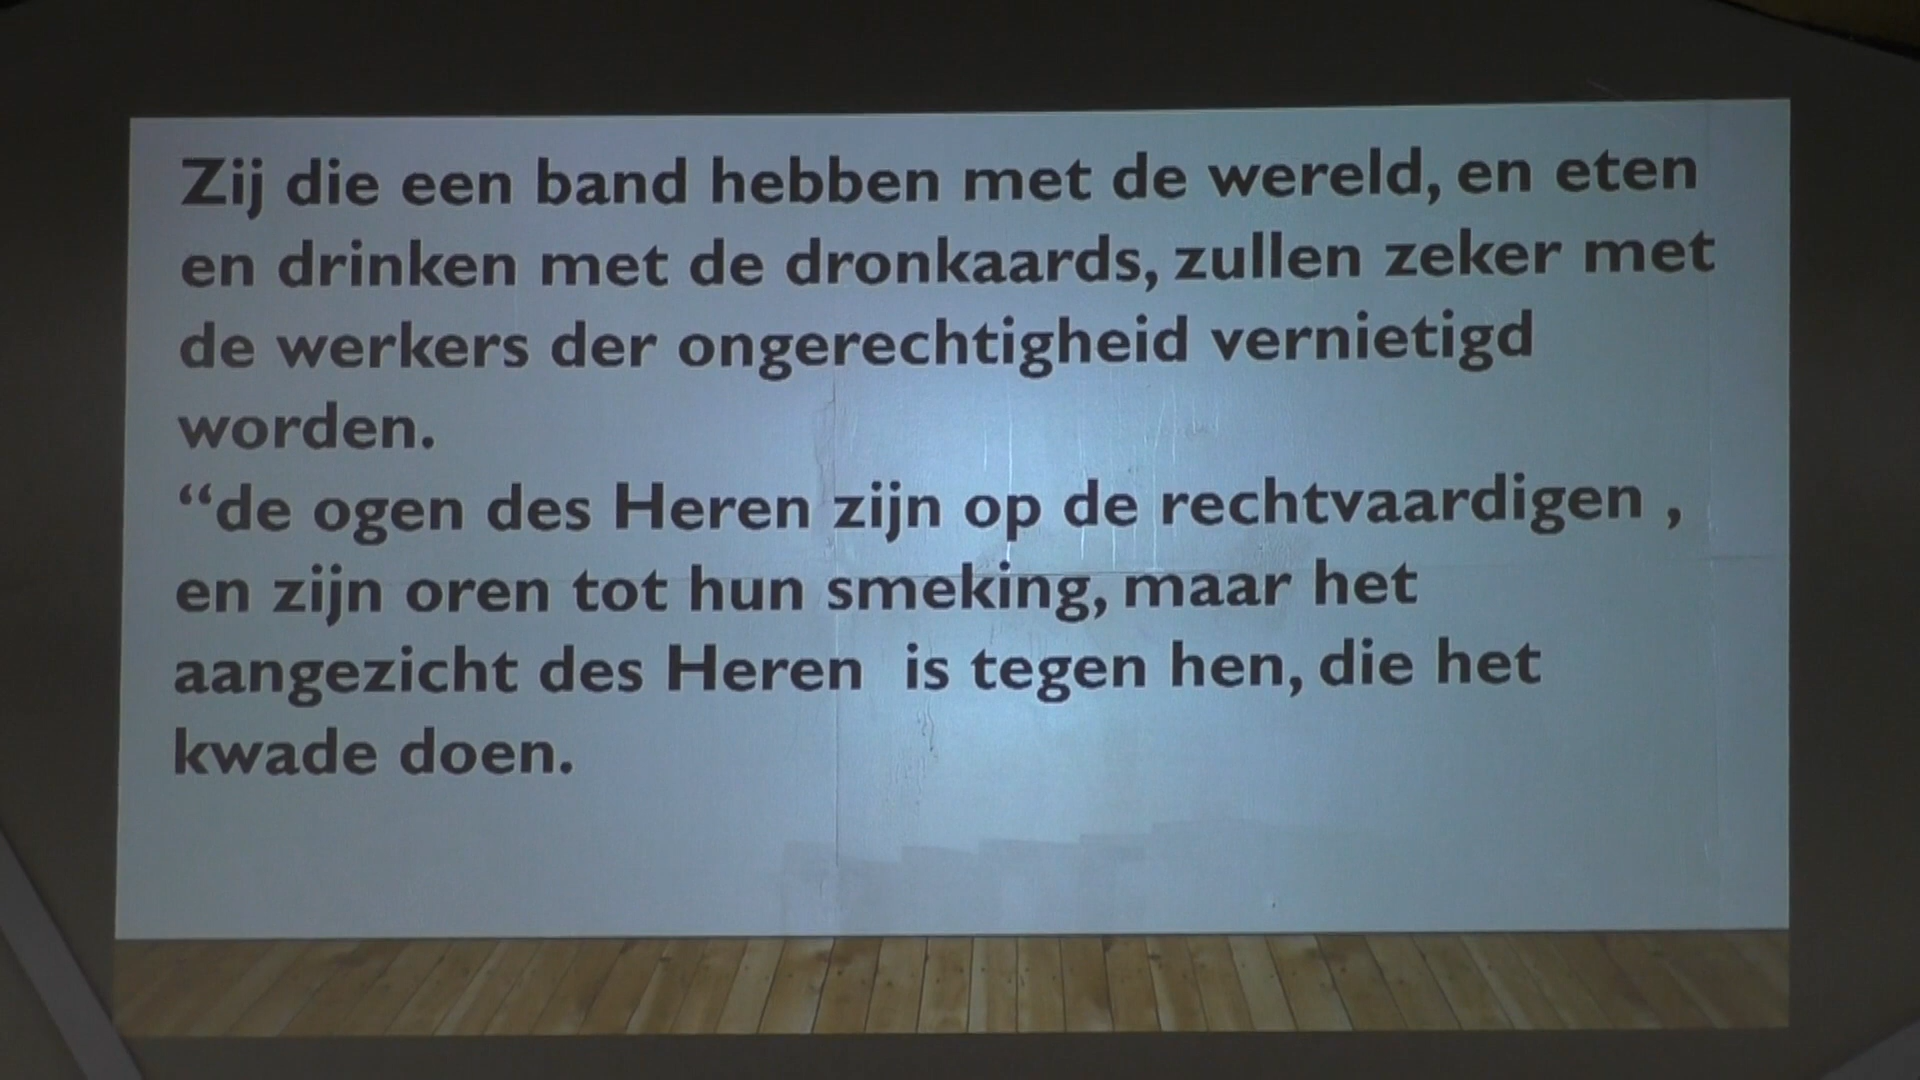 Zij die een band hebben met de wereld, en eten
en drinken met de dronkaards, zullen zeker met
de werkers der ongerechtigheid vernietigd
worden.
“de ogen des Heren zijn op de rechtvaardigen ,
en zijn oren tot hun smeking, maar het
aangezicht des Heren  is tegen hen, die het
kwade doen.